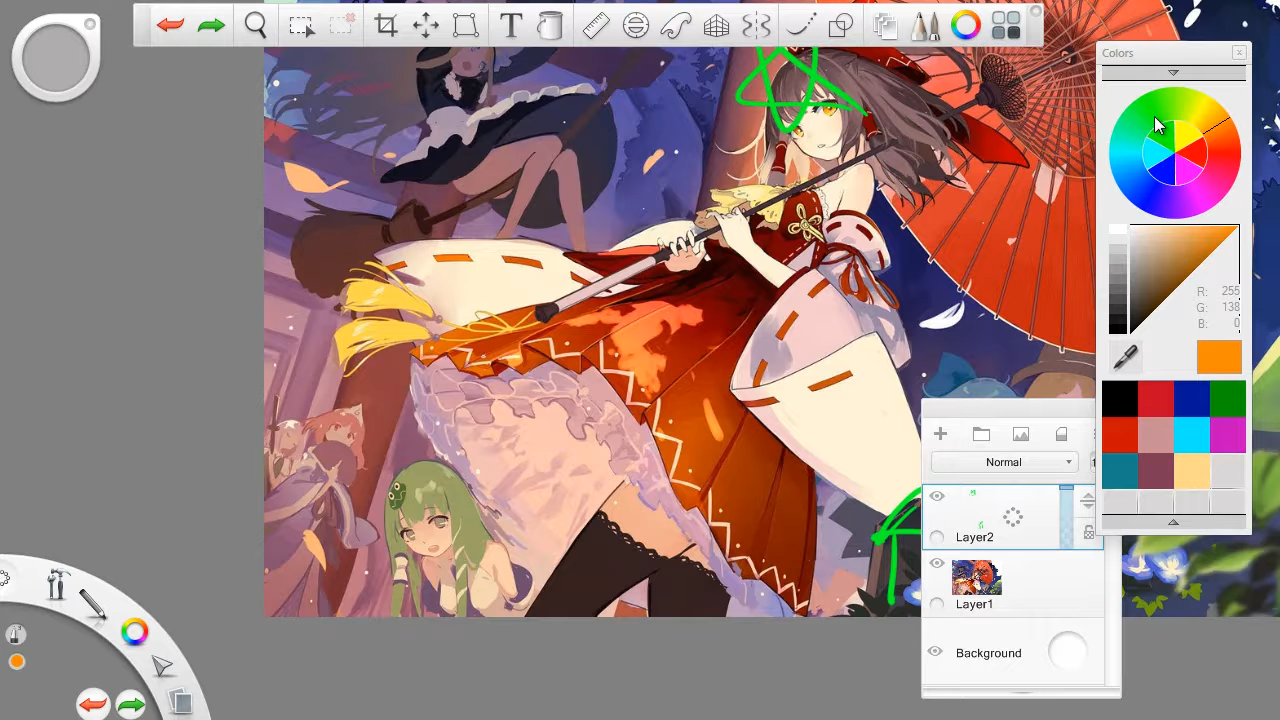 Colors
R: 255
G: 138
B: 0
Normal
Layer2
Layer1
Background